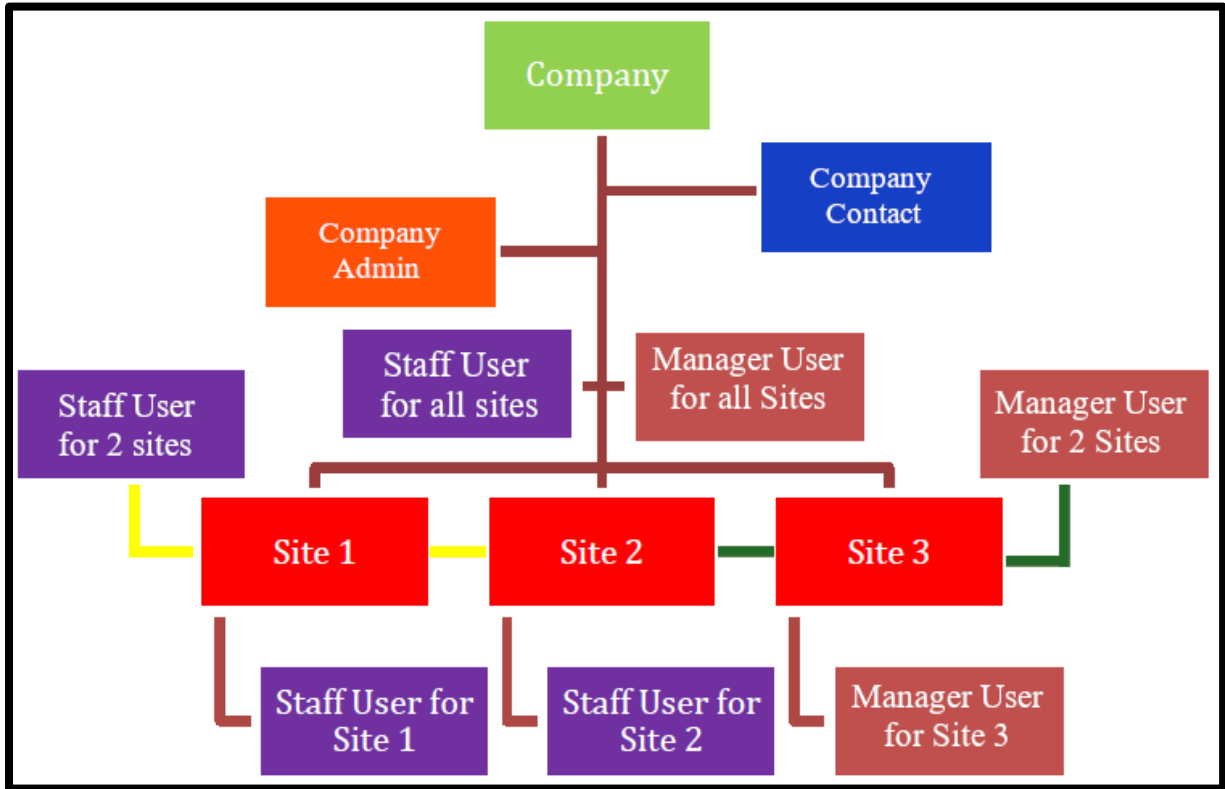 Company
Company
Contact
Company
Admin
Staff User
for all sites
Manager User
for all Sites
Staff User
for 2 sites
Manager User
for 2 Sites
Site 1
Site 2
Site 3
Staff User for
Site 1
Staff User for
Site 2
Manager User
for Site 3